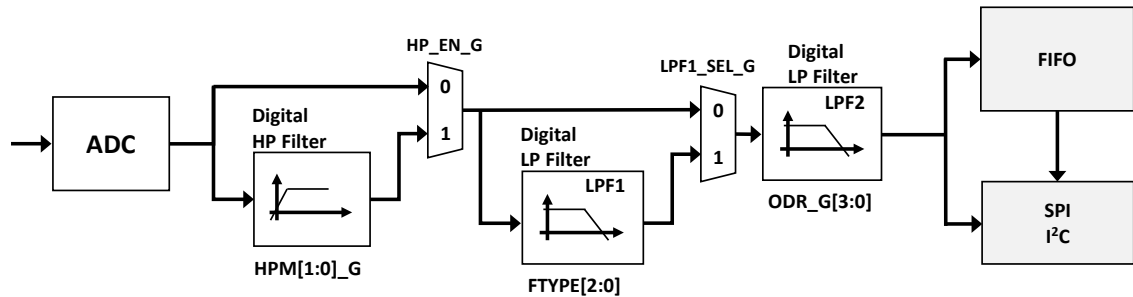 ADC
Digital
HP Filter
HPM[1:0]_G
HP_EN_G
0
1
Digital
LP Filter
LPF1
FTYPE[2:0]
LPF1_SEL_G
0
1
Digital
LP Filter
LPF2
ODR_G[3:0]
FIFO
SPI
I²C